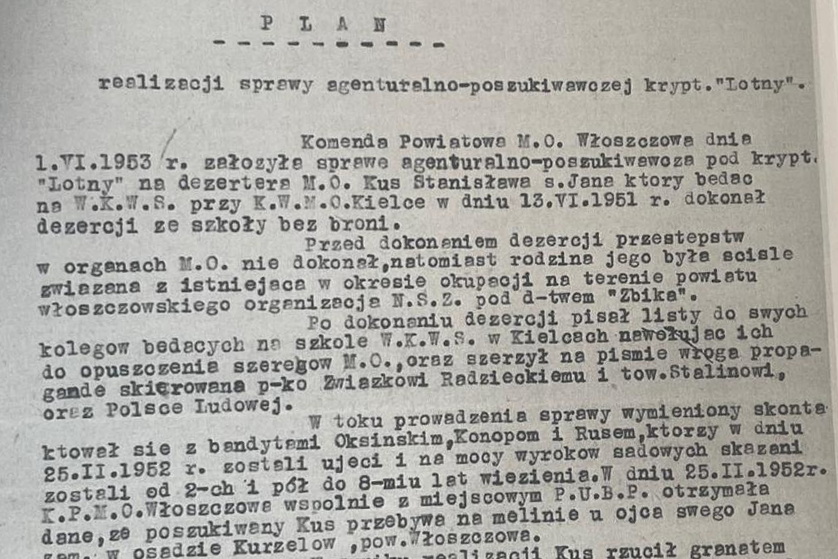 P L A N
realizacji sprawy agenturalno-poszukiwawczej krypt."Lotny".
Komenda Powiatowa M.O. Włoszczowa dnia
1.VI.1953 r. założyła sprawe agenturalno-poszukiwawcza pod krypt.
"Lotny" na dezertera M.O. Kus Stanisława s.Jana ktory bedac
na W.K.W.S. przy K.W.M.O.Kielce w dniu 13.VI.1951 r. dokonał
dezercji ze szkoły bez broni.
Przed dokonaniem dezercji przestepstw
w organach M.O. nie dokonał,natomiast rodzina jego była scisle
zwiazana z istniejaca w okresie okupacji na terenie powiatu
włoszczowskiego organizacja N.S.Z. pod d-twem "Zbika".
Po dokonaniu dezercji pisał listy do swych
kolegow bedacych na szkole W.K.W.S. w Kielcach nawołujac ich
do opuszczenia szeregow M.O.,oraz szerzył na pismie wroga propa-
gande skierowana p-ko Zwiazkowi Radzieckiemu i tow.Stalinowi,
oraz Polsce Ludowej.
W toku prowadzenia sprawy wymieniony skonta
ktował sie z bandytami Oksinskim,Konopom i Rusem,ktorzy w dniu
25.II.1952 r. zostali ujeci i na mocy wyrokow sadowych skazani
zostali od 2-ch i pół do 8-miu lat wiezienia.W dniu 25.II.1952r.
K.P.M.O.Włoszczowa wspolnie z miejscowym P.U.B.P. otrzymała
dane,ze poszukiwany Kus przebywa na melinie u ojca swego Jana
zam. w osadzie Kurzelow ,pow.Włoszczowa.
realizacji Kus rzucił granatem